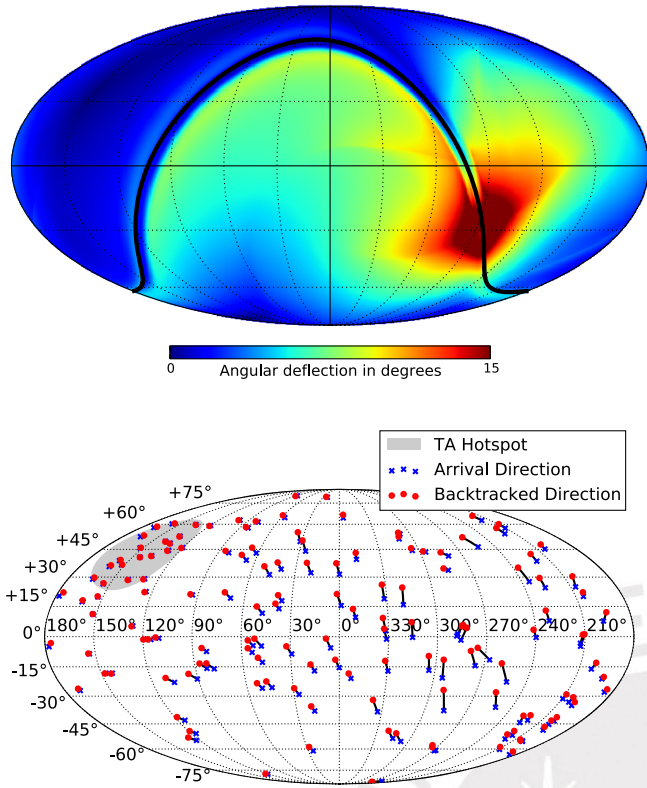 0 15
Angular deflection in degrees
TA Hotspot
Arrival Direction
Backtracked Direction
+75°
+60°
+45°
+30°
+15°
0° 180° 150° 120° 90° 60° 30° 0° 330° 300° 270° 240° 210°
-15°
-30°
-45°
-60°
-75°